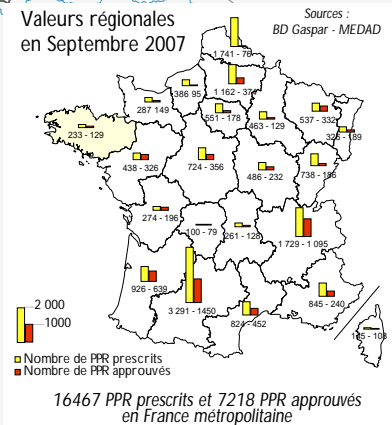 Valeurs régionales
en Septembre 2007
Sources :
BD Gaspar - MEDAD
1 741 - 76
386 95
1 162 - 374
287 149
551 - 178
463 - 129
537 - 332
326 - 189
233 - 129
438 - 326
724 - 356
486 - 232
738 - 186
274 - 196
100 - 79
261 - 128
1 729 - 1 095
926 - 639
3 291 - 1450
824 - 452
845 - 240
2 000
1000
Nombre de PPR prescrits
Nombre de PPR approuvés
16467 PPR prescrits et 7218 PPR approuvés
en France métropolitaine